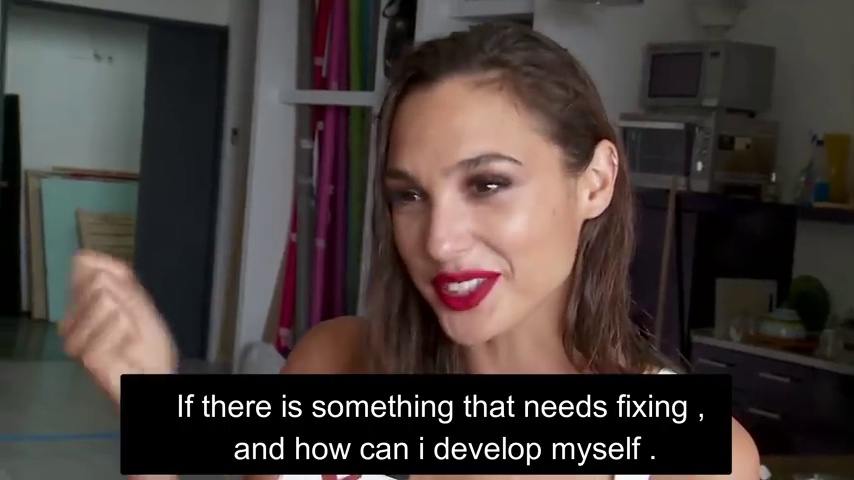 If there is something that needs fixing ,
and how can i develop myself .